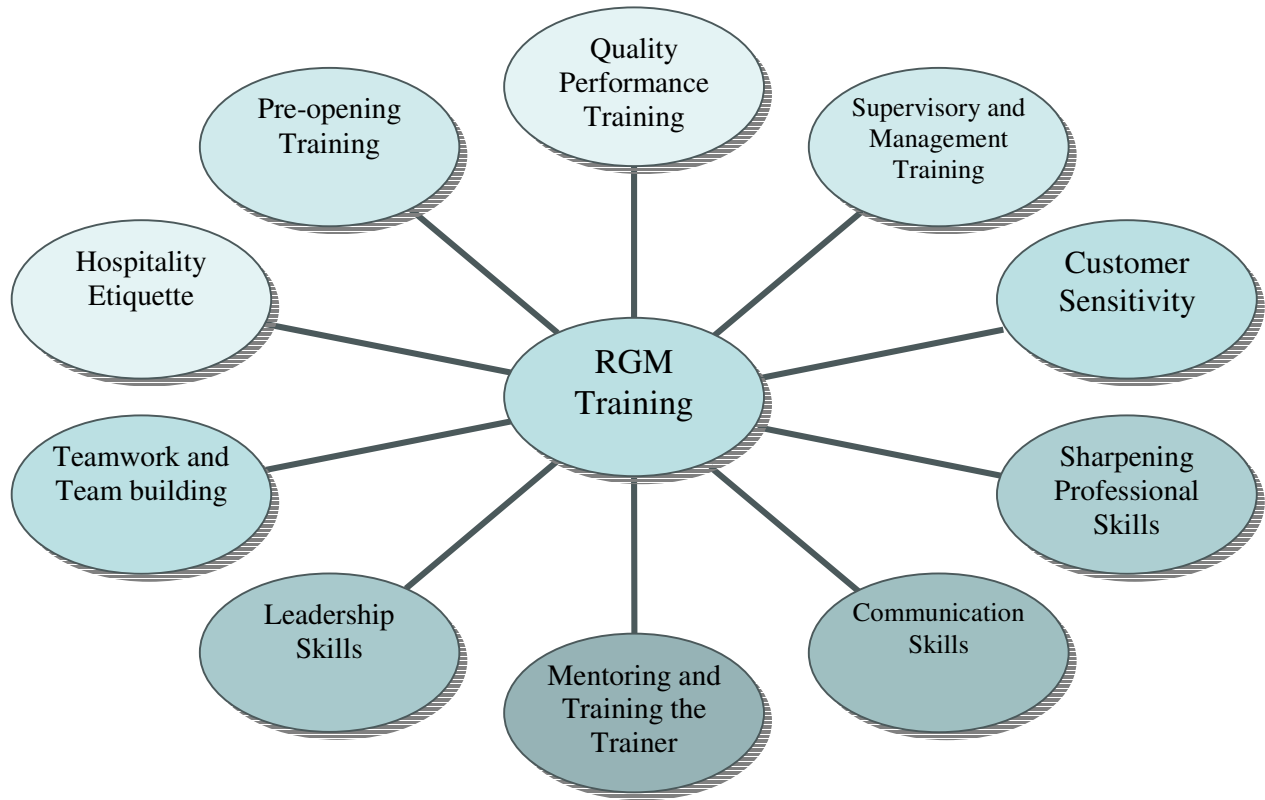 Quality
Performance
Training
Supervisory and
Management
Training
Customer
Sensitivity
Sharpening
Professional
Skills
Communication
Skills
Mentoring and
Training the
Trainer
Leadership
Skills
Teamwork and
Team building
Hospitality
Etiquette
Pre-opening
Training
RGM
Training